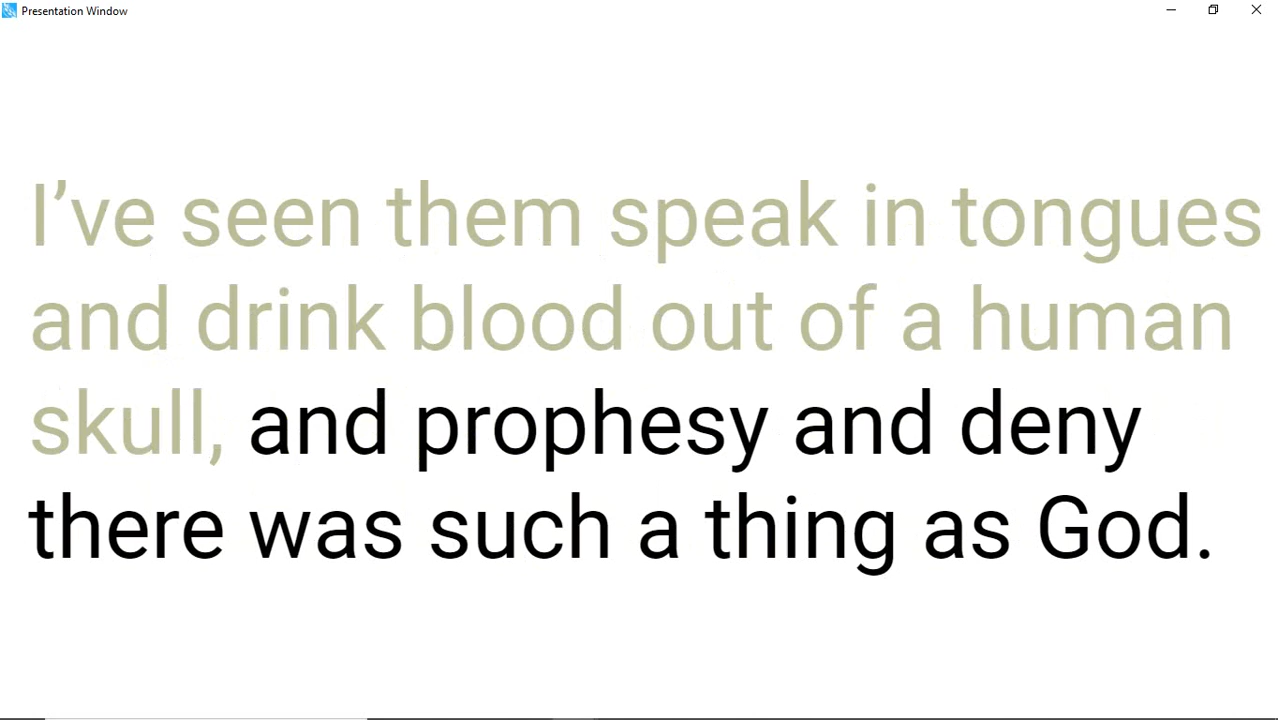 Presentation Window
I’ve seen them speak in tongues
and drink blood out of a human
skull, and prophesy and deny
there was such a thing as God.